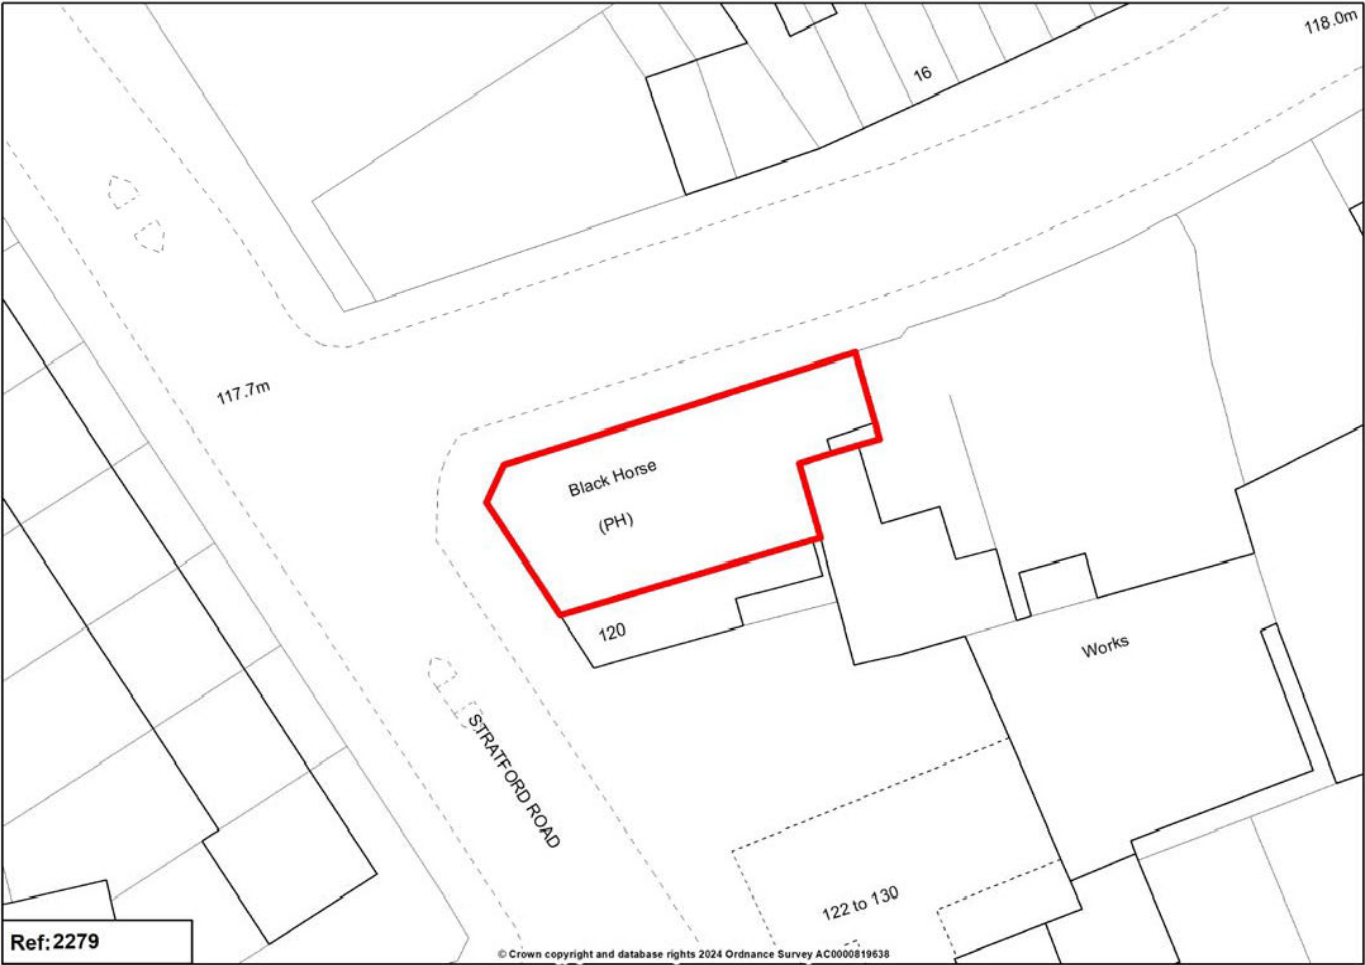 118.0m
16
117.7m
Black Horse
(PH)
120
Works
STRATFORD ROAD
122 to 130
Ref:2279
© Crown copyright and database rights 2024 Ordnance Survey AC0000819638